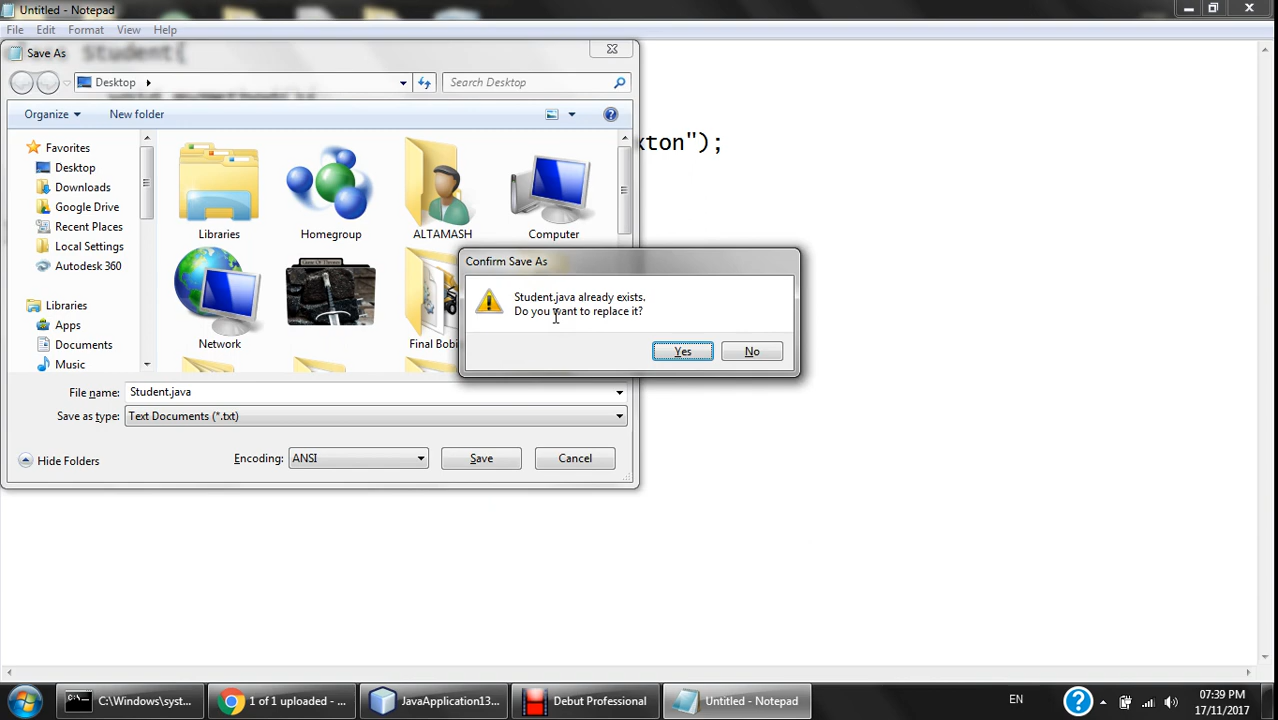 Untitled - Notepad
File Edit Format View Help
Student{
Save As
Desktop
Search Desktop
Organize New folder
xton");
Favorites
Desktop
Downloads
Google Drive
Recent Places
Local Settings
Autodesk 360
Libraries
Apps
Documents
Music
Libraries
Homegroup
ALTAMASH
Computer
Network
Final Bobi
Confirm Save As
Student.java already exists.
Do you want to replace it?
Yes No
File name: Student.java
Save as type: Text Documents (*.txt)
Hide Folders
Encoding: ANSI
Save Cancel
C:\Windows\syst...
1 of 1 uploaded - ...
JavaApplication13...
Debut Professional
Untitled - Notepad
EN
07:39 PM
17/11/2017